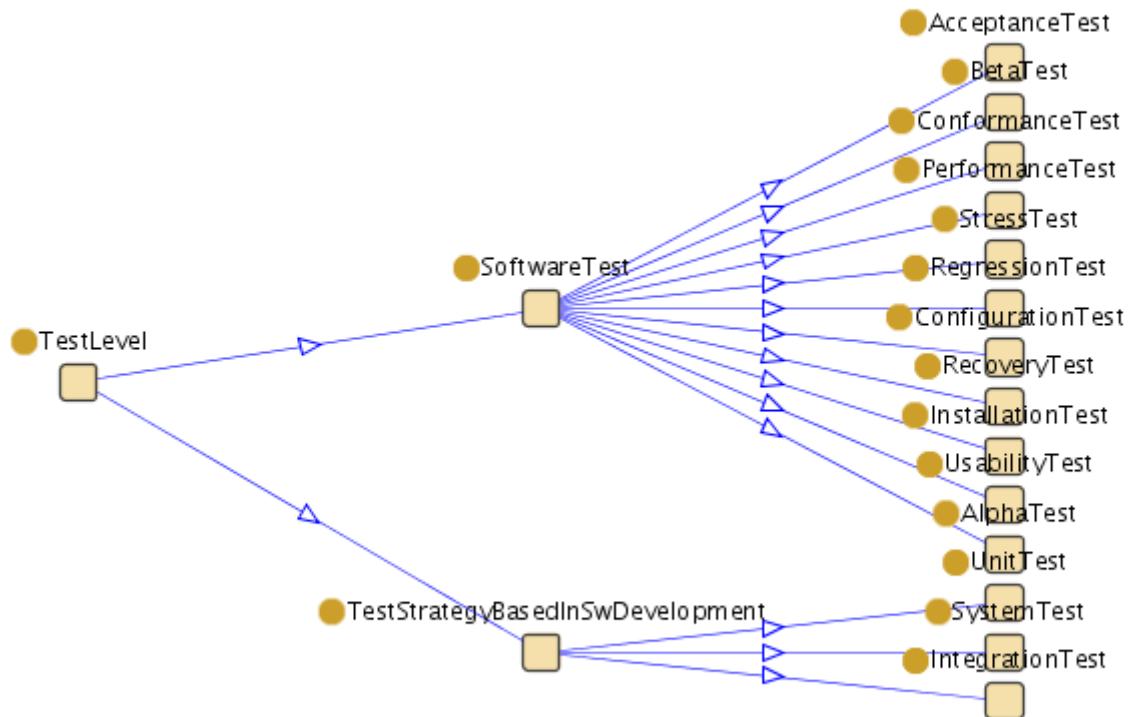 AcceptanceTest
BetaTest
ConformanceTest
PerformanceTest
StressTest
SoftwareTest
RegressionTest
ConfigurationTest
TestLevel
RecoveryTest
InstallationTest
UsabilityTest
AlphaTest
UnitTest
TestStrategyBasedInSwDevelopment
SystemTest
IntegrationTest